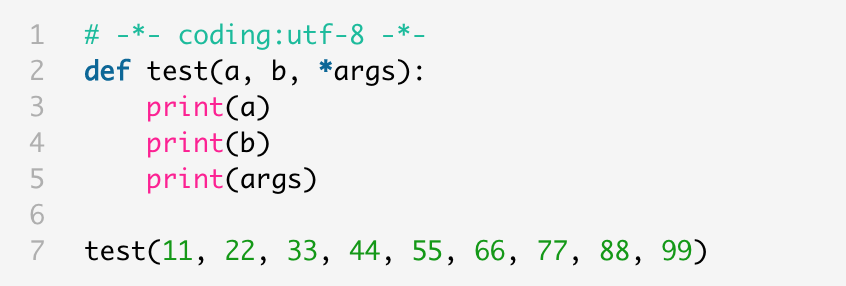 1 # -*- coding:utf-8 -*-
2 def test(a, b, *args):
3     print(a)
4     print(b)
5     print(args)
6
7 test(11, 22, 33, 44, 55, 66, 77, 88, 99)